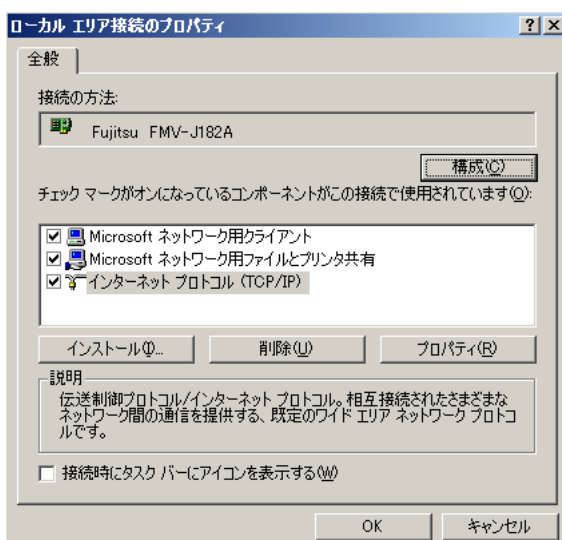 ローカル エリア接続のプロパティ
全般
接続の方法:
Fujitsu FMV-J182A
構成(C)
チェック マークがオンになっているコンポーネントがこの接続で使用されています(O):
Microsoft ネットワーク用クライアント
Microsoft ネットワーク用ファイルとプリンタ共有
インターネット プロトコル (TCP/IP)
インストール(I)... 削除(U) プロパティ(R)
説明
伝送制御プロトコル/インターネット プロトコル。相互接続されたさまざまな
ネットワーク間の通信を提供する、既定のワイド エリア ネットワーク プロトコ
ルです。
接続時にタスク バーにアイコンを表示する(W)
OK キャンセル